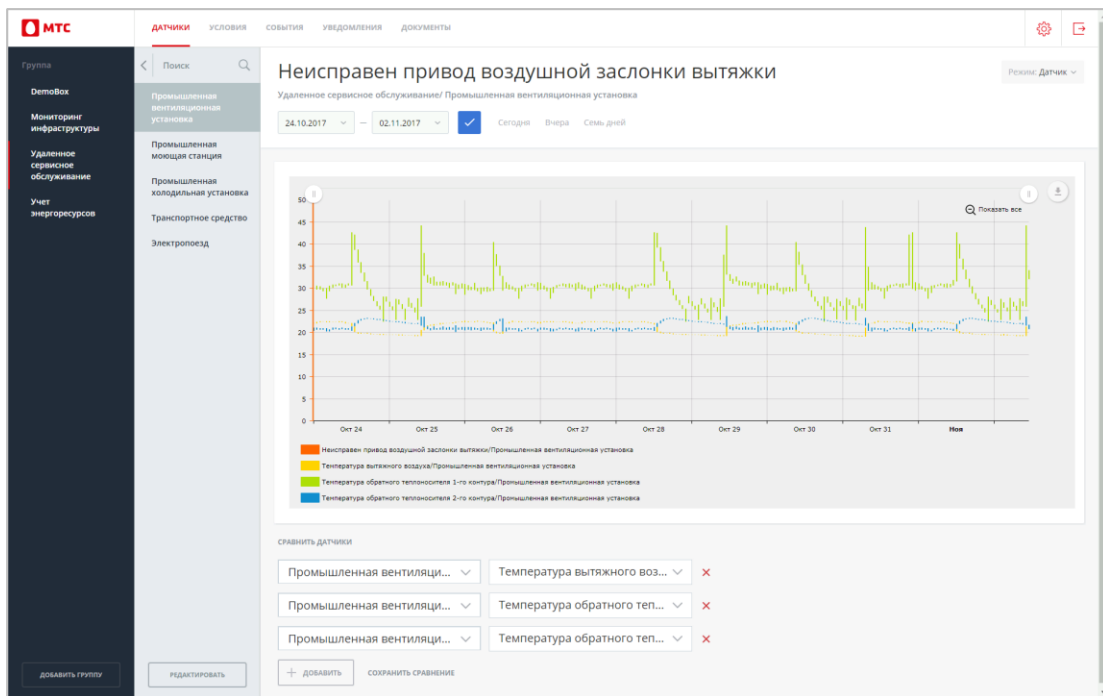 МТС
ДАТЧИКИ УСЛОВИЯ СОБЫТИЯ УВЕДОМЛЕНИЯ ДОКУМЕНТЫ
Группа
DemoBox
Мониторинг
инфраструктуры
Удаленное
сервисное
обслуживание
Учет
энергоресурсов
ДОБАВИТЬ ГРУППУ
Поиск
Промышленная
вентиляционная
установка
Промышленная
моющая станция
Промышленная
холодильная установка
Транспортное средство
Электропоезд
РЕДАКТИРОВАТЬ
Неисправен привод воздушной заслонки вытяжки
Режим: Датчик
Удаленное сервисное обслуживание/ Промышленная вентиляционная установка
24.10.2017 — 02.11.2017 Сегодня Вчера Семь дней
Показать все
50
45
40
35
30
25
20
15
10
5
0
Окт 24 Окт 25 Окт 26 Окт 27 Окт 28 Окт 29 Окт 30 Окт 31 Ноя
Неисправен привод воздушной заслонки вытяжки/Промышленная вентиляционная установка
Температура вытяжного воздуха/Промышленная вентиляционная установка
Температура обратного теплоносителя 1-го контура/Промышленная вентиляционная установка
Температура обратного теплоносителя 2-го контура/Промышленная вентиляционная установка
СРАВНИТЬ ДАТЧИКИ
Промышленная вентиляци... Температура вытяжного воз...
Промышленная вентиляци... Температура обратного теп...
Промышленная вентиляци... Температура обратного теп...
ДОБАВИТЬ СОХРАНИТЬ СРАВНЕНИЕ